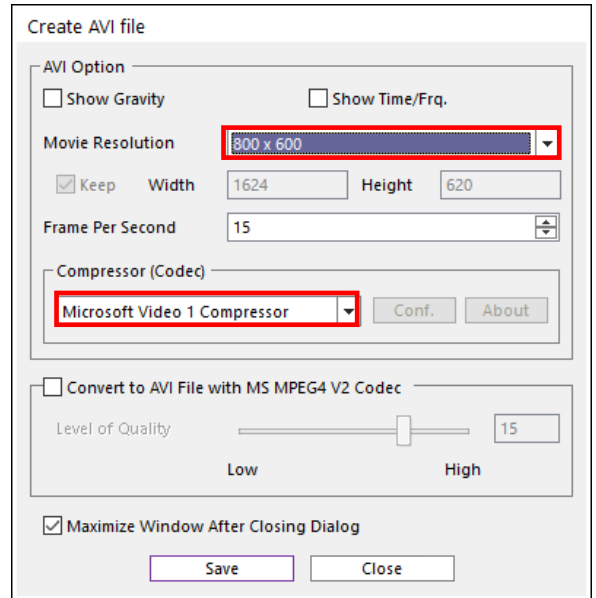 Create AVI file
AVI Option
Show Gravity Show Time/Frq.
Movie Resolution 800 x 600
Keep Width 1624 Height 620
Frame Per Second 15
Compressor (Codec)
Microsoft Video 1 Compressor Conf. About
Convert to AVI File with MS MPEG4 V2 Codec
Level of Quality 15
Low High
Maximize Window After Closing Dialog
Save Close